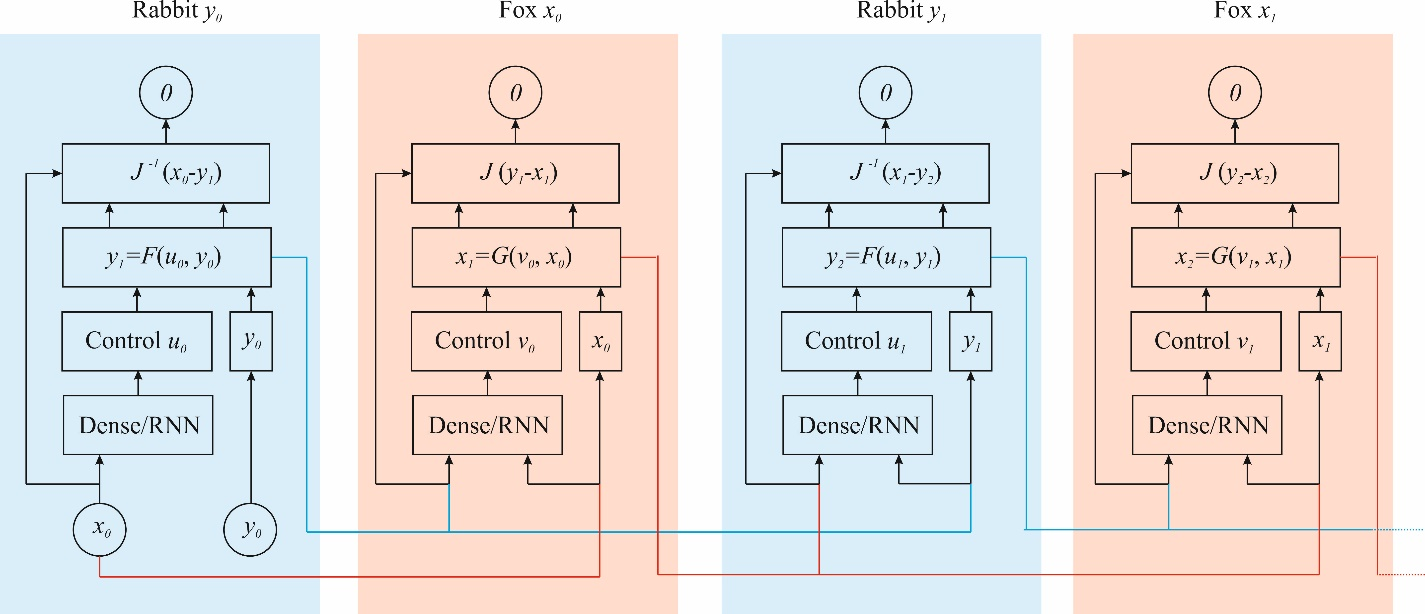 Rabbit y₀
Fox x₀
Rabbit y₁
Fox x₁
0
0
0
0
J⁻¹(x₀-y₁)
J(y₁-x₁)
J⁻¹(x₁-y₂)
J(y₂-x₂)
y₁=F(u₀, y₀)
x₁=G(v₀, x₀)
y₂=F(u₁, y₁)
x₂=G(v₁, x₁)
Control u₀
y₀
Control v₀
x₀
Control u₁
y₁
Control v₁
x₁
Dense/RNN
Dense/RNN
Dense/RNN
Dense/RNN
x₀
y₀